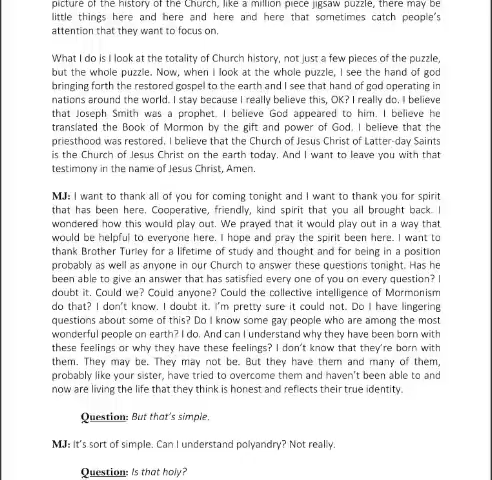 picture of the history of the Church, like a million piece jigsaw puzzle, there may be
little things here and here and here and here that sometimes catch people's
attention that they want to focus on.
What I do is I look at the totality of Church history, not just a few pieces of the puzzle,
but the whole puzzle. Now, when I look at the whole puzzle, I see the hand of god
bringing forth the restored gospel to the earth and I see that hand of god operating in
nations around the world. I stay because I really believe this, OK? I really do. I believe
that Joseph Smith was a prophet. I believe God appeared to him. I believe he
translated the Book of Mormon by the gift and power of God. I believe that the
priesthood was restored. I believe that the Church of Jesus Christ of Latter-day Saints
is the Church of Jesus Christ on the earth today. And I want to leave you with that
testimony in the name of Jesus Christ, Amen.
MJ: I want to thank all of you for coming tonight and I want to thank you for spirit
that has been here. Cooperative, friendly, kind spirit that you all brought back. I
wondered how this would play out. We prayed that it would play out in a way that
would be helpful to everyone here. I hope and pray the spirit been here. I want to
thank Brother Turley for a lifetime of study and thought and for being in a position
probably as well as anyone in our Church to answer these questions tonight. Has he
been able to give an answer that has satisfied every one of you on every question? I
doubt it. Could we? Could anyone? Could the collective intelligence of Mormonism
do that? I don't know. I doubt it. I'm pretty sure it could not. Do I have lingering
questions about some of this? Do I know some gay people who are among the most
wonderful people on earth? I do. And can I understand why they have been born with
these feelings or why they have these feelings? I don't know that they're born with
them. They may be. They may not be. But they have them and many of them,
probably like your sister, have tried to overcome them and haven't been able to and
now are living the life that they think is honest and reflects their true identity.
Question: But that's simple.
MJ: It's sort of simple. Can I understand polyandry? Not really.
Question: Is that holy?